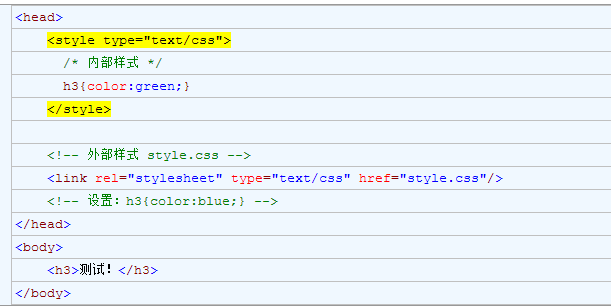 <head>
<style type="text/css">
/* 内部样式 */
h3{color:green;}
</style>
<!-- 外部样式 style.css -->
<link rel="stylesheet" type="text/css" href="style.css"/>
<!-- 设置：h3{color:blue;} -->
</head>
<body>
<h3>测试！</h3>
</body>